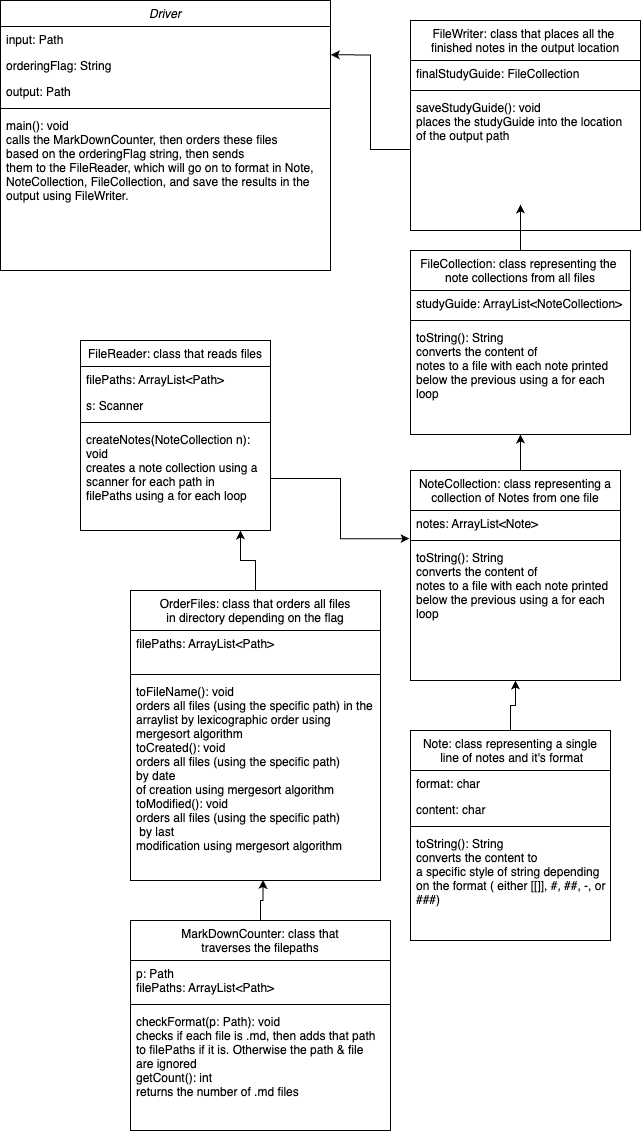 Driver
input: Path
orderingFlag: String
output: Path
main(): void
calls the MarkDownCounter, then orders these files
based on the orderingFlag string, then sends
them to the FileReader, which will go on to format in Note,
NoteCollection, FileCollection, and save the results in the
output using FileWriter.
FileWriter: class that places all the
finished notes in the output location
finalStudyGuide: FileCollection
saveStudyGuide(): void
places the studyGuide into the location
of the output path
FileCollection: class representing the
note collections from all files
studyGuide: ArrayList<NoteCollection>
toString(): String
converts the content of
notes to a file with each note printed
below the previous using a for each
loop
FileReader: class that reads files
filePaths: ArrayList<Path>
s: Scanner
createNotes(NoteCollection n):
void
creates a note collection using a
scanner for each path in
filePaths using a for each loop
NoteCollection: class representing a
collection of Notes from one file
notes: ArrayList<Note>
toString(): String
converts the content of
notes to a file with each note printed
below the previous using a for each
loop
OrderFiles: class that orders all files
in directory depending on the flag
filePaths: ArrayList<Path>
toFileName(): void
orders all files (using the specific path) in the
arraylist by lexicographic order using
mergesort algorithm
toCreated(): void
orders all files (using the specific path)
by date
of creation using mergesort algorithm
toModified(): void
orders all files (using the specific path)
by last
modification using mergesort algorithm
Note: class representing a single
line of notes and it's format
format: char
content: char
toString(): String
converts the content to
a specific style of string depending
on the format ( either [[]], #, ##, -, or
###)
MarkDownCounter: class that
traverses the filepaths
p: Path
filePaths: ArrayList<Path>
checkFormat(p: Path): void
checks if each file is .md, then adds that path
to filePaths if it is. Otherwise the path & file
are ignored
getCount(): int
returns the number of .md files